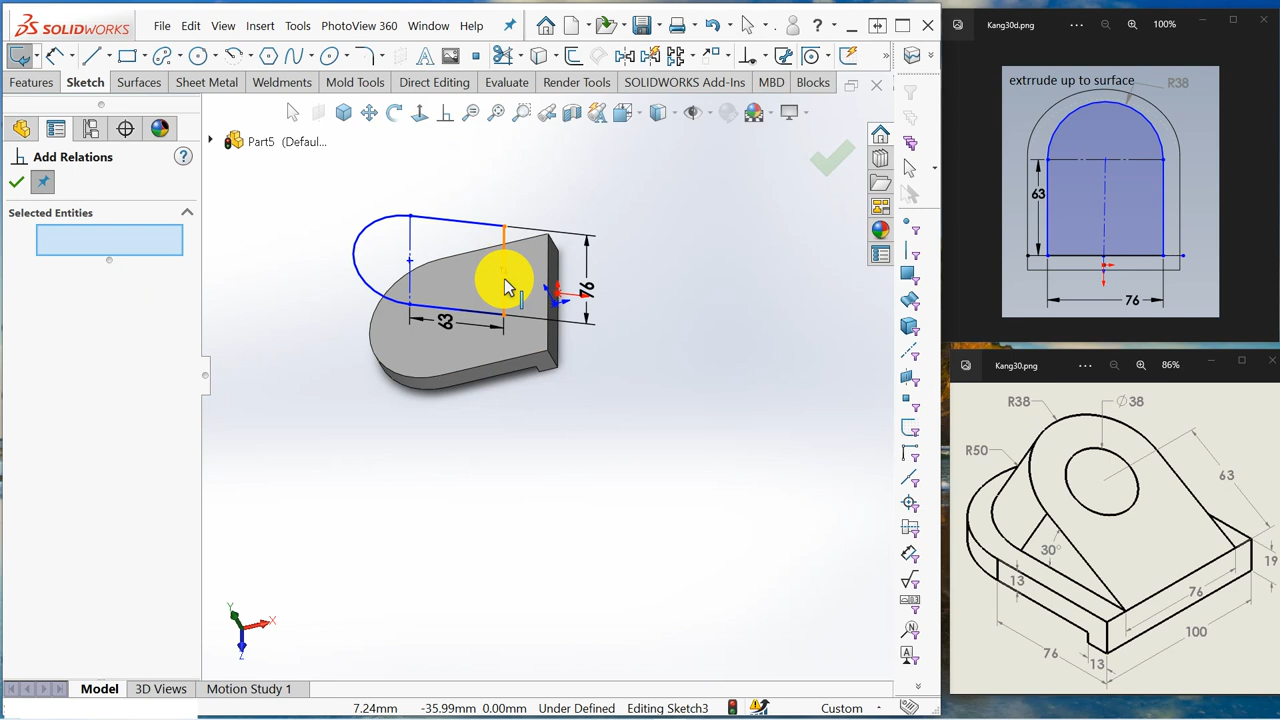 SOLIDWORKS File Edit View Insert Tools PhotoView 360 Window Help
Features Sketch Surfaces Sheet Metal Weldments Mold Tools Direct Editing Evaluate Render Tools SOLIDWORKS Add-Ins MBD Blocks
Part5 (Defaul...
Add Relations
Selected Entities
63
76
Y
X
Z
Model 3D Views Motion Study 1
7.24mm -35.99mm 0.00mm Under Defined Editing Sketch3 Custom
Kang30d.png 100%
extrrude up to surface
R38
63
76
Kang30.png 86%
R38
Ø38
R50
63
30°
13
19
76
100
76
13